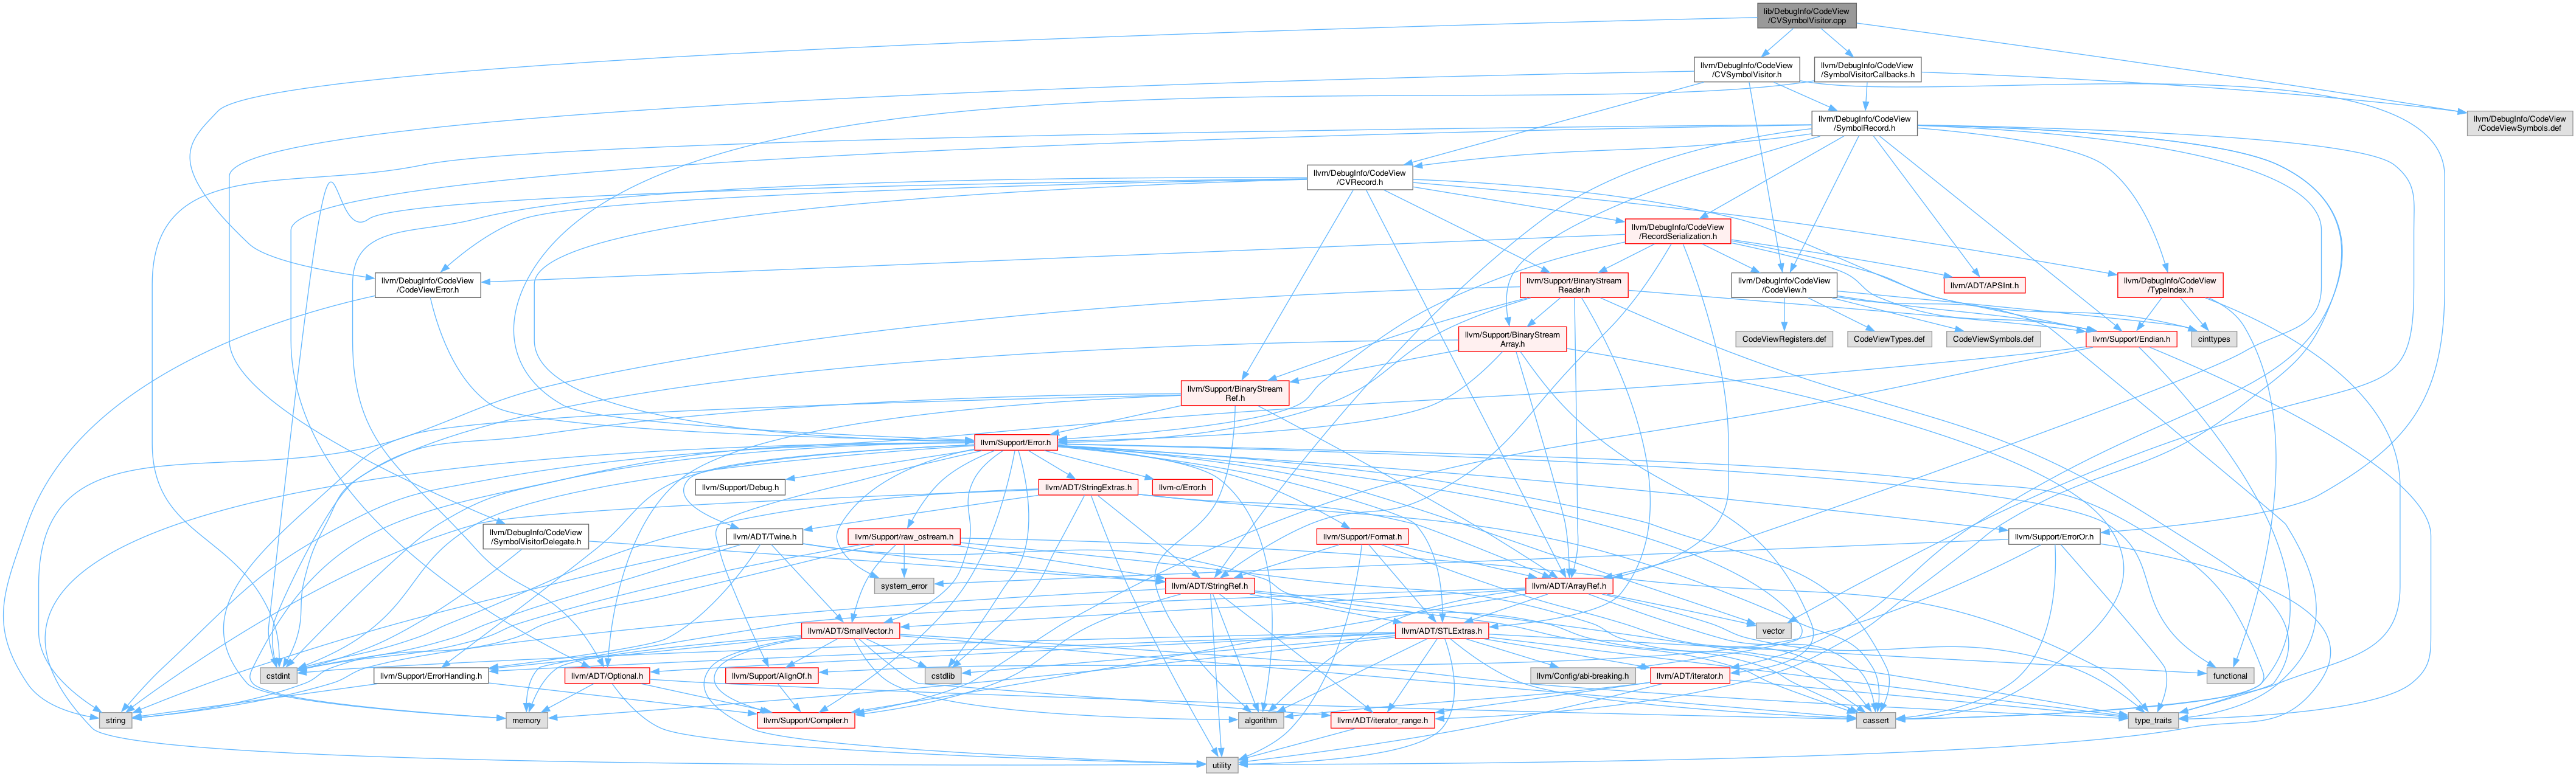 lib/DebugInfo/CodeView
/CVSymbolVisitor.cpp
llvm/DebugInfo/CodeView
/CVSymbolVisitor.h
llvm/DebugInfo/CodeView
/SymbolVisitorCallbacks.h
llvm/DebugInfo/CodeView
/SymbolRecord.h
llvm/DebugInfo/CodeView
/CodeViewSymbols.def
llvm/DebugInfo/CodeView
/CVRecord.h
llvm/DebugInfo/CodeView
/RecordSerialization.h
llvm/DebugInfo/CodeView
/CodeViewError.h
llvm/Support/BinaryStream
Reader.h
llvm/DebugInfo/CodeView
/CodeView.h
llvm/ADT/APSInt.h
llvm/DebugInfo/CodeView
/TypeIndex.h
llvm/Support/BinaryStream
Array.h
CodeViewRegisters.def
CodeViewTypes.def
CodeViewSymbols.def
llvm/Support/Endian.h
cinttypes
llvm/Support/BinaryStream
Ref.h
llvm/Support/Error.h
llvm/Support/Debug.h
llvm/ADT/StringExtras.h
llvm-c/Error.h
llvm/DebugInfo/CodeView
/SymbolVisitorDelegate.h
llvm/ADT/Twine.h
llvm/Support/raw_ostream.h
llvm/Support/Format.h
llvm/Support/ErrorOr.h
system_error
llvm/ADT/StringRef.h
llvm/ADT/ArrayRef.h
llvm/ADT/SmallVector.h
llvm/ADT/STLExtras.h
vector
cstdint
llvm/Support/ErrorHandling.h
llvm/ADT/Optional.h
llvm/Support/AlignOf.h
cstdlib
llvm/Config/abi-breaking.h
llvm/ADT/iterator.h
functional
string
memory
llvm/Support/Compiler.h
algorithm
llvm/ADT/iterator_range.h
cassert
type_traits
utility